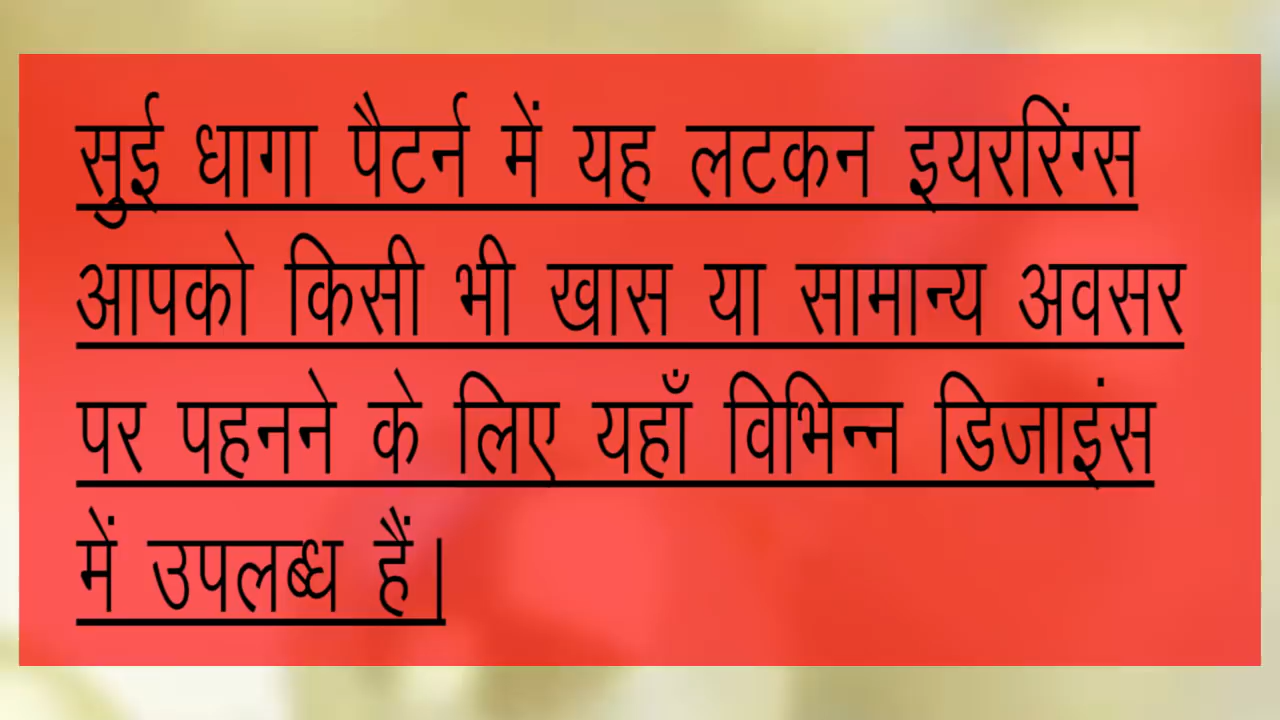 सुई धागा पैटर्न में यह लटकन इयररिंग्स
आपको किसी भी खास या सामान्य अवसर
पर पहनने के लिए यहाँ विभिन्न डिजाइंस
में उपलब्ध हैं|